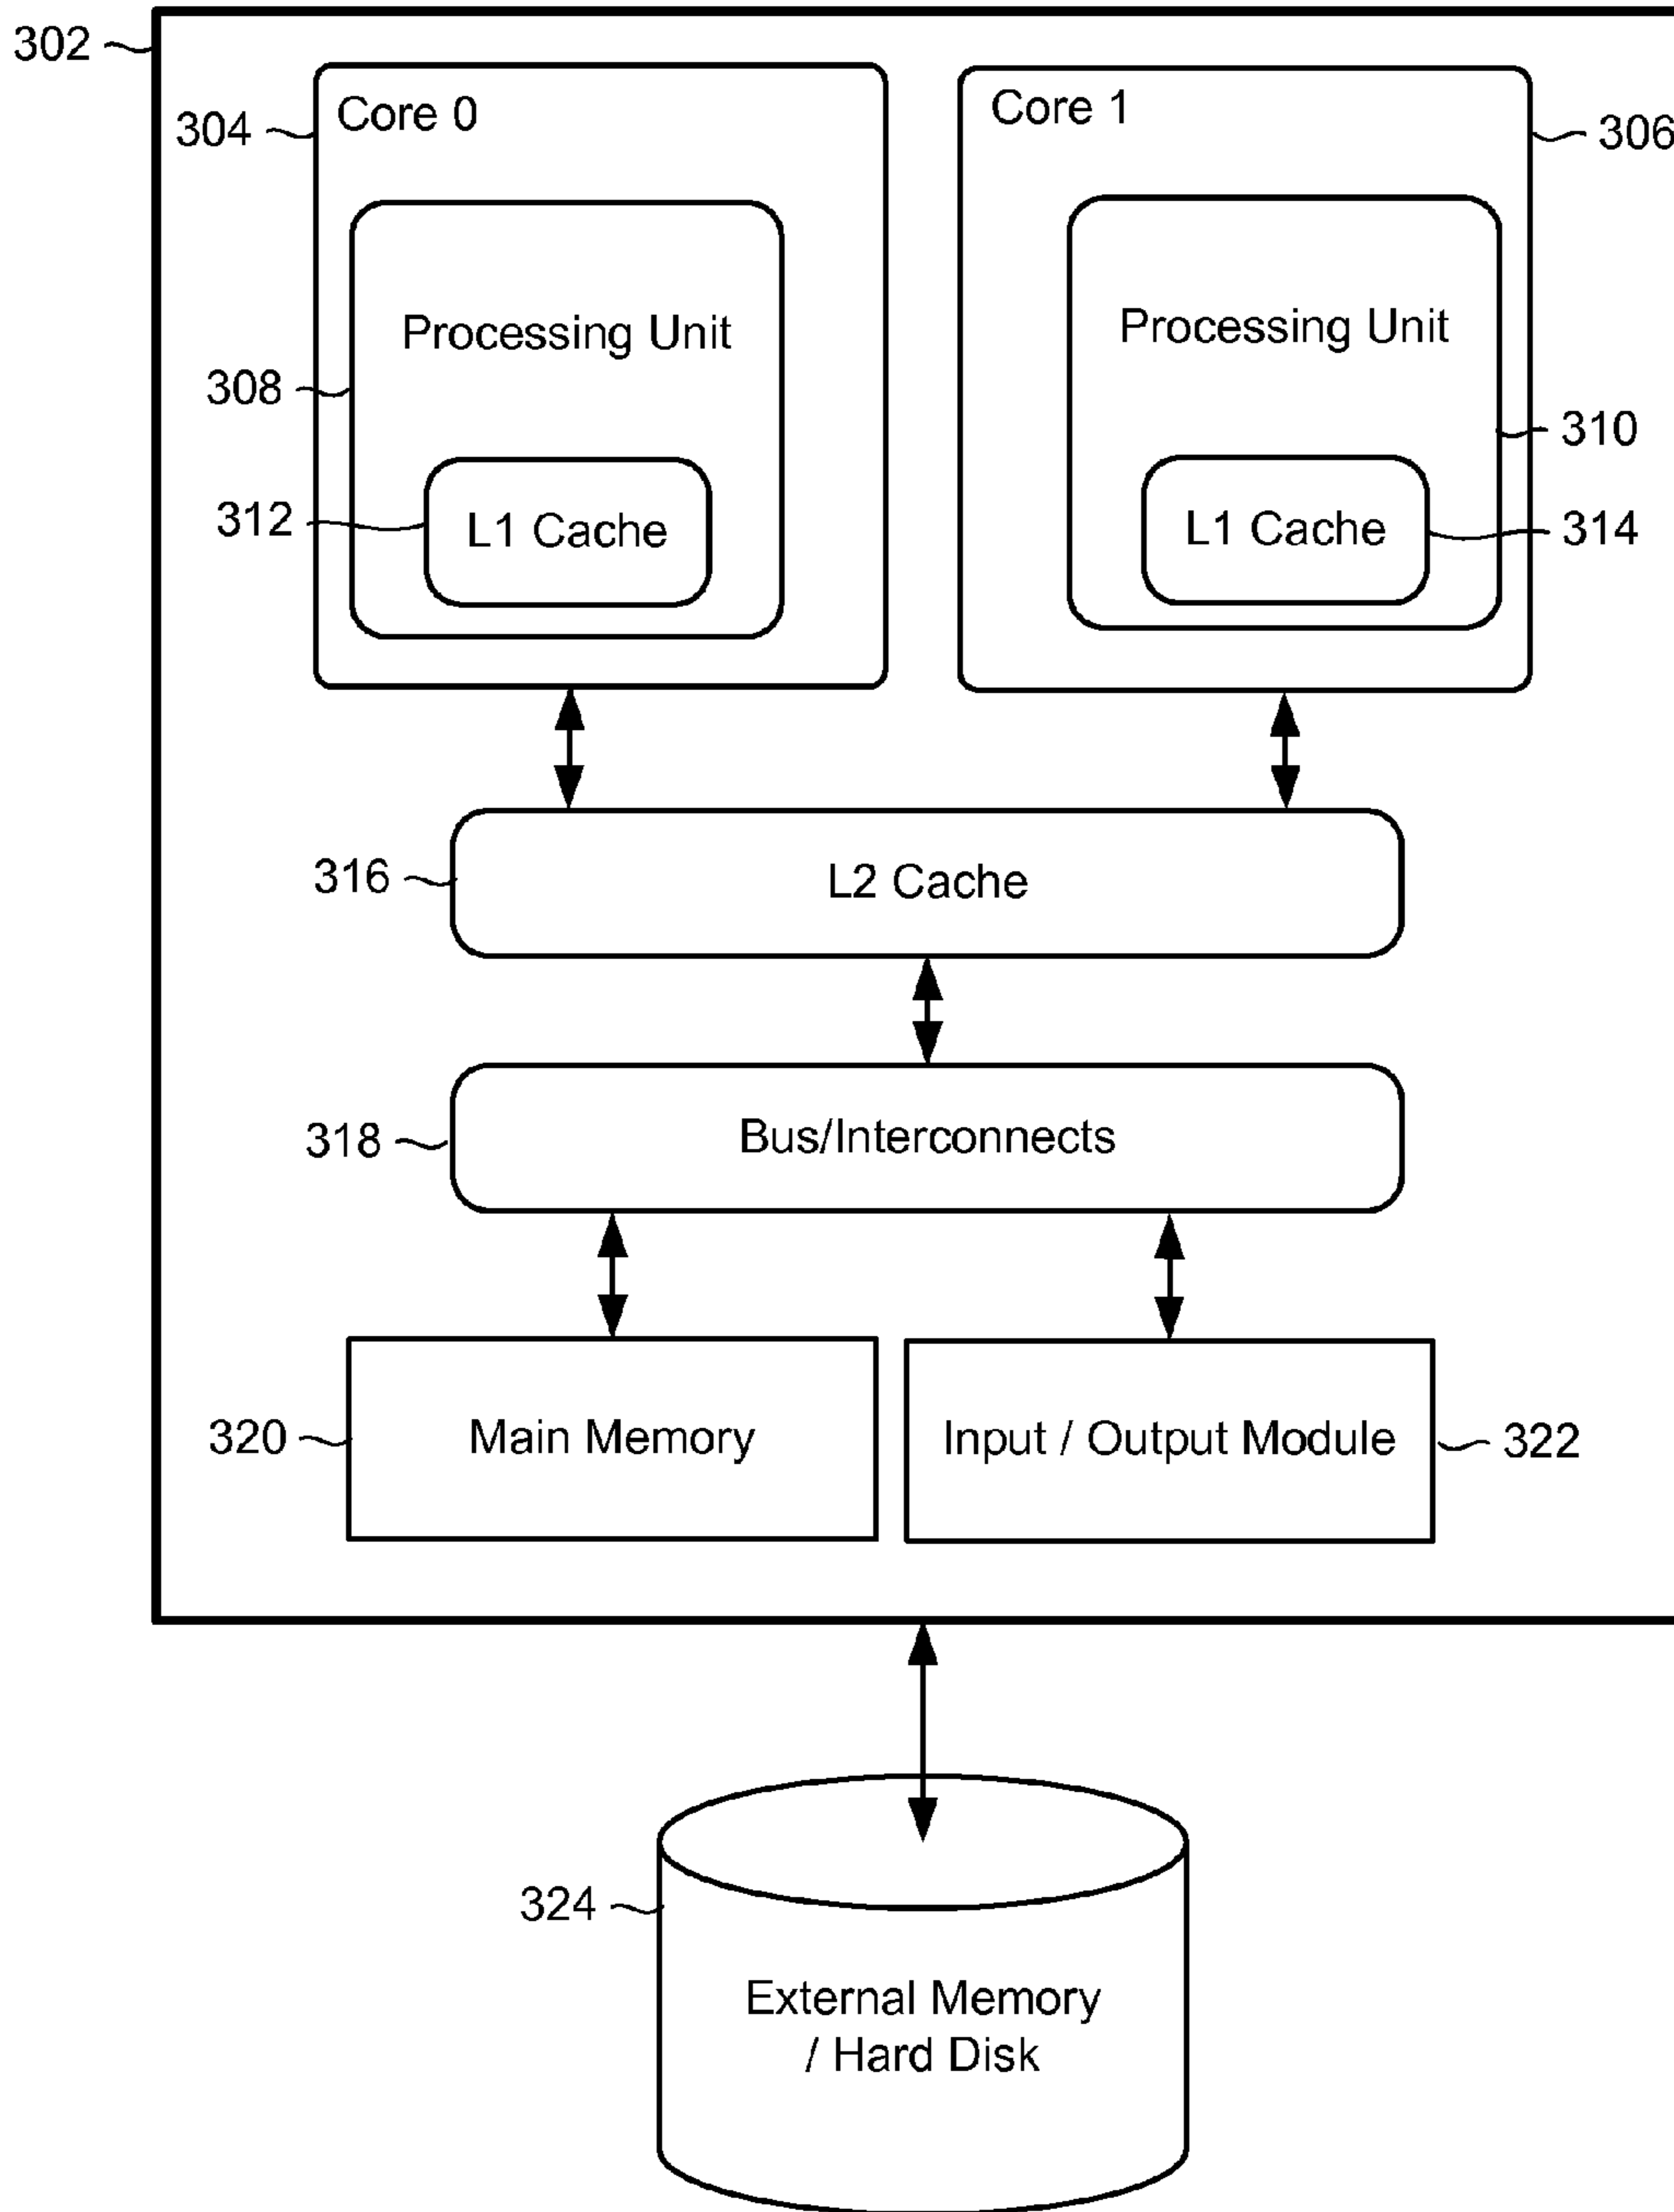 302
Core 0
Core 1
304
306
Processing Unit
Processing Unit
308
310
312
L1 Cache
L1 Cache
314
316
L2 Cache
318
Bus/Interconnects
320
Main Memory
Input / Output Module
322
324
External Memory
/ Hard Disk